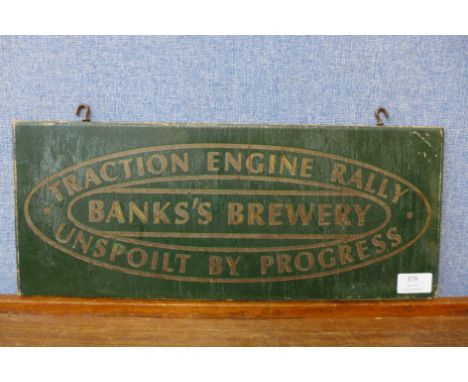 TRACTION ENGINE RALLY
BANKS'S BREWERY
UNSPOILT BY PROGRESS